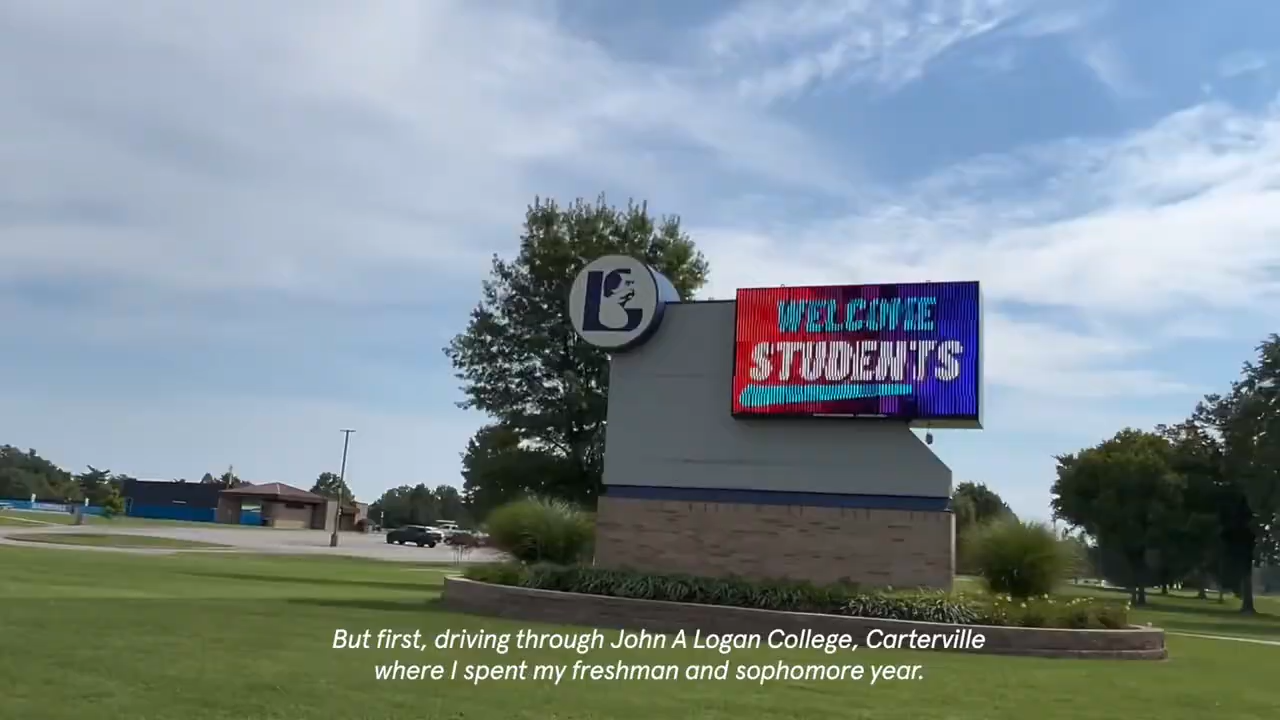 WELCOME
STUDENTS
But first, driving through John A Logan College, Carterville
where I spent my freshman and sophomore year.